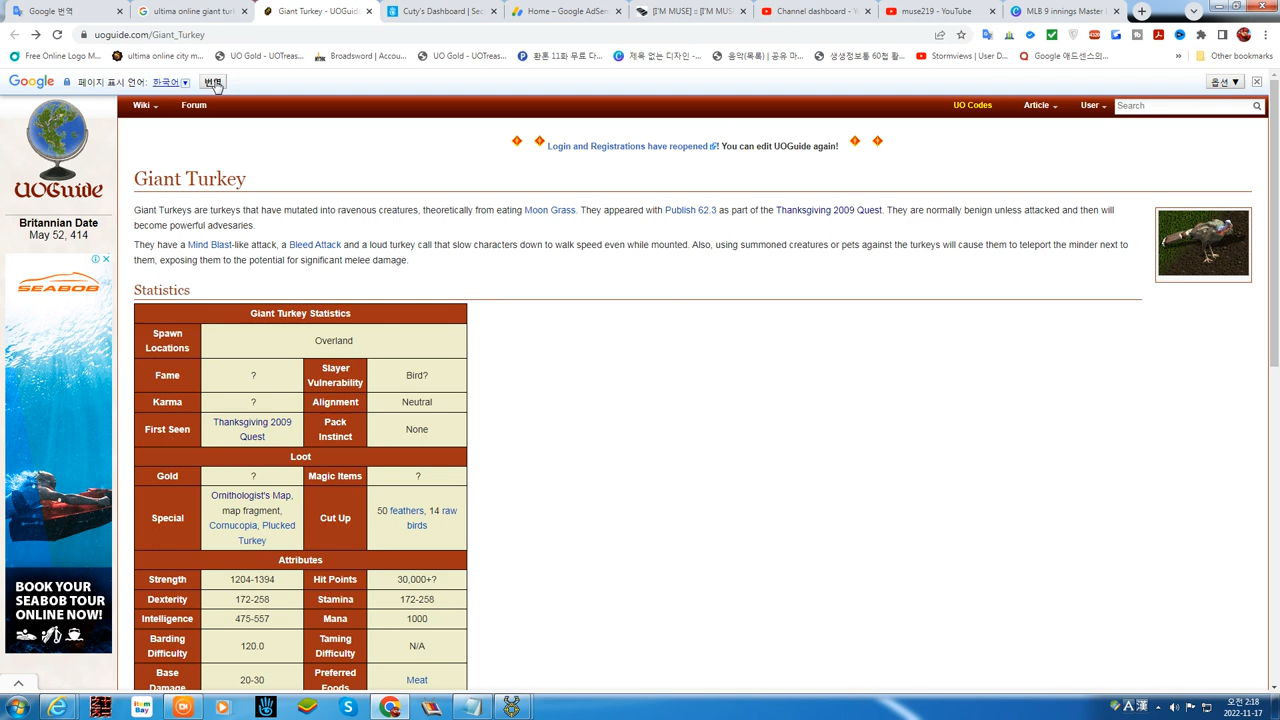 Google 번역
ultima online giant turk
Giant Turkey - UOGuide
Cuty's Dashboard | Sec
Home – Google AdSen
[I'M MUSE] :: [I'M MUSE
Channel dashboard - Yo
muse219 - YouTube
MLB 9 innings Master
uoguide.com/Giant_Turkey
Free Online Logo M...
ultima online city m...
UO Gold - UOTreas...
Broadsword | Accou...
UO Gold - UOTreas...
환톤 11화 무료 다...
제목 없는 디자인 -...
음악(공유) | 공유 마...
생생정보통 60첩 활...
Stormviews | User D...
Google 애드센스의...
Other bookmarks
Google 페이지 표시 언어: 한국어 번역 옵션 ▼
Wiki Forum UO Codes Article User Search
UOGuide
Britannian Date
May 52, 414
Login and Registrations have reopened! You can edit UOGuide again!
Giant Turkey
Giant Turkeys are turkeys that have mutated into ravenous creatures, theoretically from eating Moon Grass. They appeared with Publish 62.3 as part of the Thanksgiving 2009 Quest. They are normally benign unless attacked and then will
become powerful advesaries.
They have a Mind Blast-like attack, a Bleed Attack and a loud turkey call that slow characters down to walk speed even while mounted. Also, using summoned creatures or pets against the turkeys will cause them to teleport the minder next to
them, exposing them to the potential for significant melee damage.
Statistics
Giant Turkey Statistics
Spawn
Locations
Overland
Fame ? Slayer
Vulnerability Bird?
Karma ? Alignment Neutral
First Seen Thanksgiving 2009
Quest Pack
Instinct None
Loot
Gold ? Magic Items ?
Special Ornithologist's Map,
map fragment,
Cornucopia, Plucked
Turkey
Cut Up 50 feathers, 14 raw
birds
Attributes
Strength 1204-1394 Hit Points 30,000+?
Dexterity 172-258 Stamina 172-258
Intelligence 475-557 Mana 1000
Barding
Difficulty 120.0 Taming
Difficulty N/A
Base
Damage 20-30 Preferred
Foods Meat
SEABOB
BOOK YOUR
SEABOB TOUR
ONLINE NOW!
item
Bay
A 漢
오전 2:18
2022-11-17